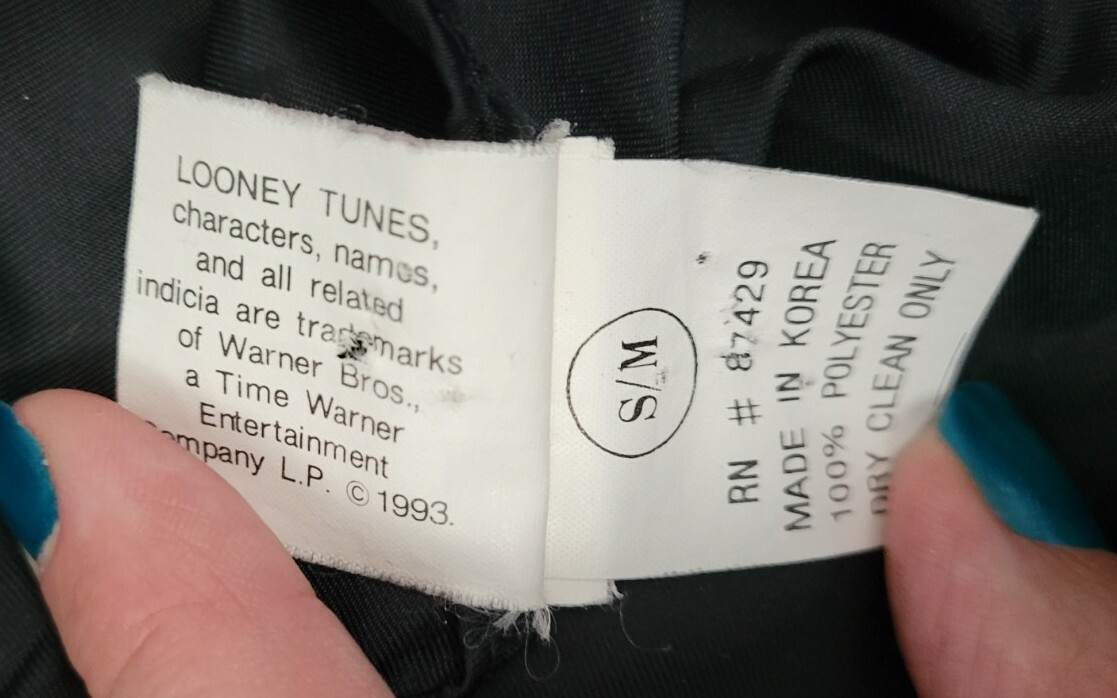 LOONEY TUNES,
characters, names,
and all related
indicia are trademarks
of Warner Bros.,
a Time Warner
Entertainment
ompany L.P. © 1993.
S/M
RN # 87429
MADE IN KOREA
100% POLYESTER
DRY CLEAN ONLY